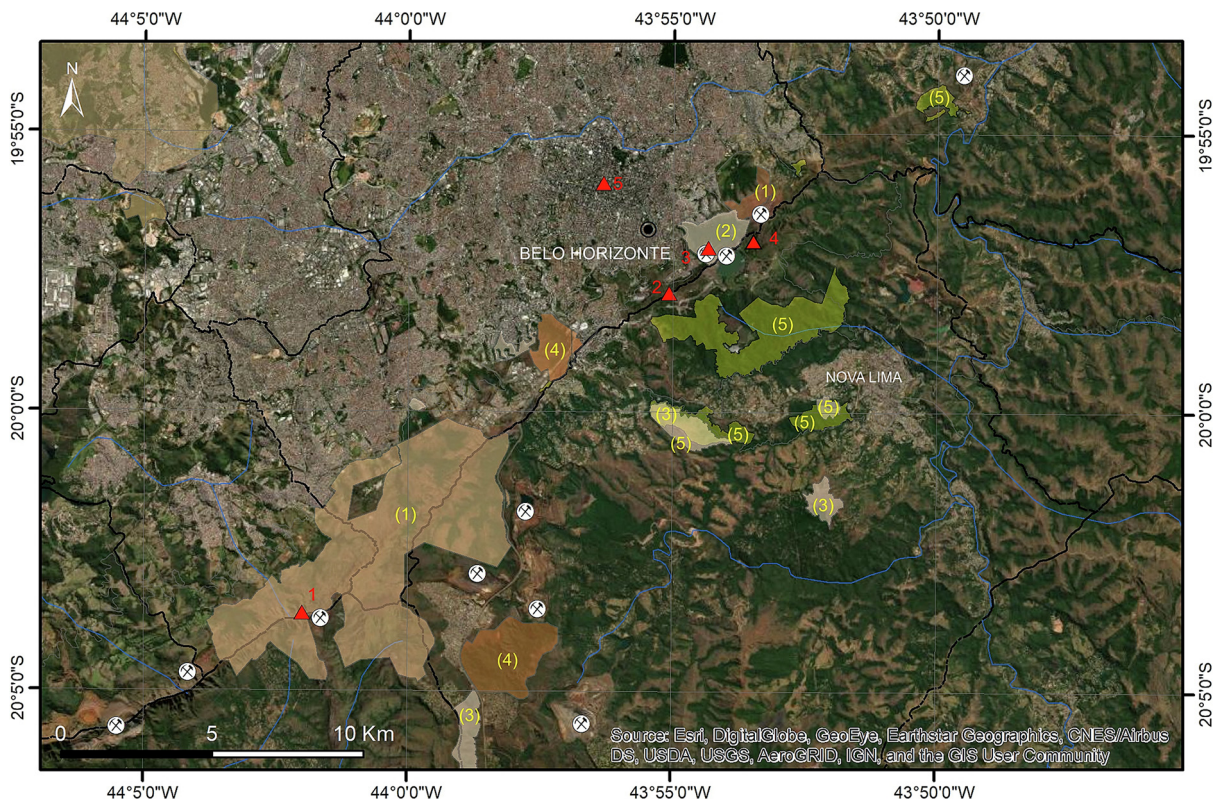 44°5'0"W 44°0'0"W 43°55'0"W 43°50'0"W
N
(5)
19°55'0"S 19°55'0"S
5
(1)
(2)
4
BELO HORIZONTE
3
2
(5)
(4)
NOVA LIMA
20°0'0"S 20°0'0"S
(3) (5)
(5) (5) (5)
(3)
(1)
1
(4)
20°5'0"S 20°5'0"S
(3)
0 5 10 Km
Source: Esri, DigitalGlobe, GeoEye, Earthstar Geographics, CNES/Airbus
DS, USDA, USGS, AeroGRID, IGN, and the GIS User Community
44°5'0"W 44°0'0"W 43°55'0"W 43°50'0"W